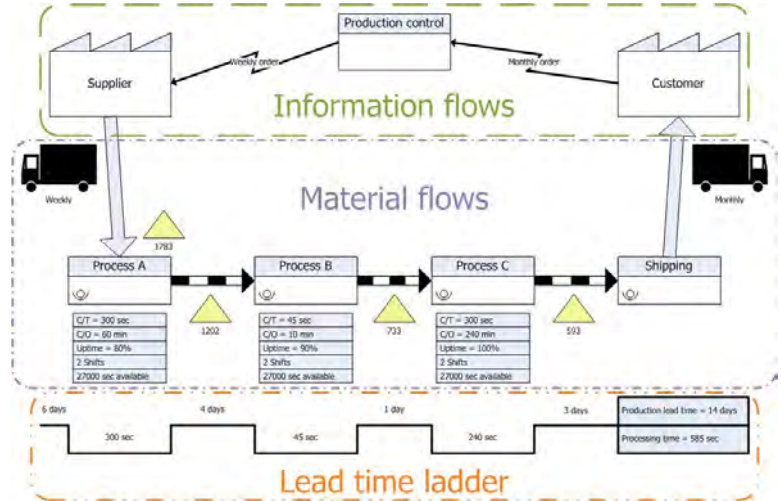 Production control
Weekly order
Monthly order
Supplier
Customer
Information flows
Weekly
Material flows
Monthly
1783
Process A
Process B
Process C
Shipping
1202
733
593
C/T = 300 sec
C/O = 60 min
Uptime = 80%
2 Shifts
27000 sec available
C/T = 45 sec
C/O = 10 min
Uptime = 90%
2 Shifts
27000 sec available
C/T = 300 sec
C/O = 240 min
Uptime = 100%
2 Shifts
27000 sec available
6 days
4 days
1 day
3 days
Production lead time = 14 days
300 sec
45 sec
240 sec
Processing time = 585 sec
Lead time ladder